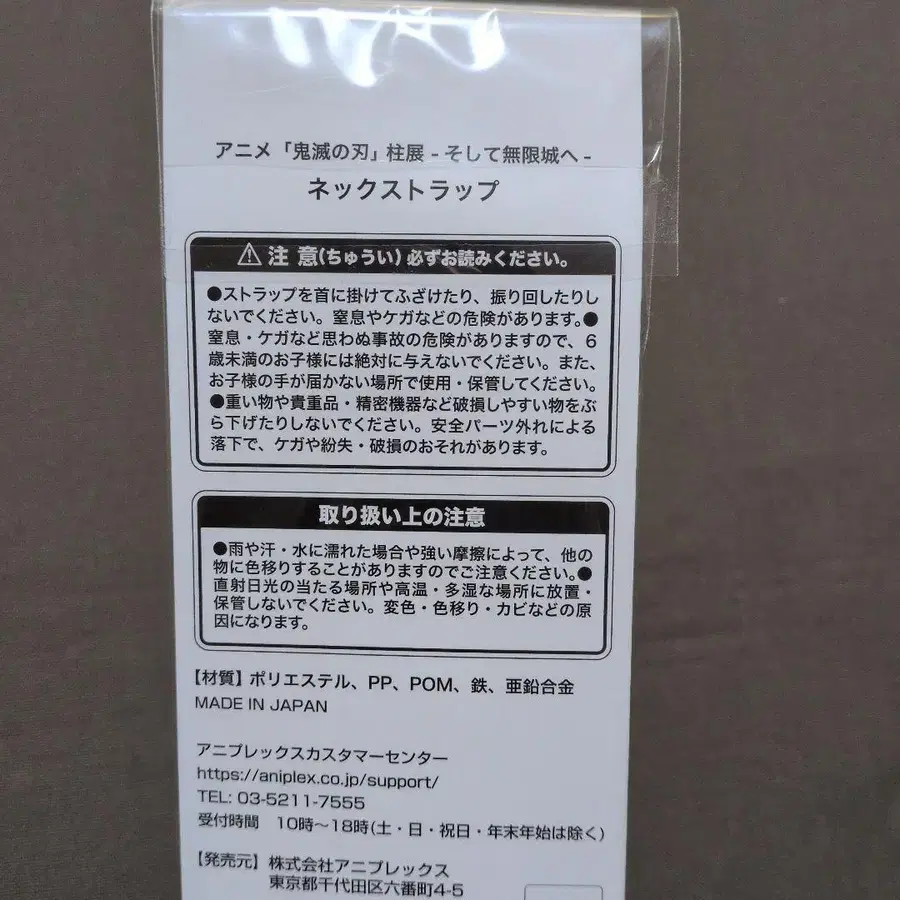 アニメ「鬼滅の刃」柱展 - そして無限城へ -
ネックストラップ
⚠注 意(ちゅうい) 必ずお読みください。
●ストラップを首に掛けてふざけたり、振り回したりし
ないでください。窒息やケガなどの危険があります。●
窒息・ケガなど思わぬ事故の危険がありますので、6
歳未満のお子様には絶対に与えないでください。また、
お子様の手が届かない場所で使用・保管してください。
●重い物や貴重品・精密機器など破損しやすい物をぶ
ら下げたりしないでください。安全パーツ外れによる
落下で、ケガや紛失・破損のおそれがあります。
取り扱い上の注意
●雨や汗・水に濡れた場合や強い摩擦によって、他の
物に色移りすることがありますのでご注意ください。●
直射日光の当たる場所や高温・多湿な場所に放置・
保管しないでください。変色・色移り・カビなどの原
因になります。
【材質】ポリエステル、PP、POM、鉄、亜鉛合金
MADE IN JAPAN
アニプレックスカスタマーセンター
https://aniplex.co.jp/support/
TEL: 03-5211-7555
受付時間 10時〜18時(土・日・祝日・年末年始は除く)
【発売元】株式会社アニプレックス
東京都千代田区六番町4-5